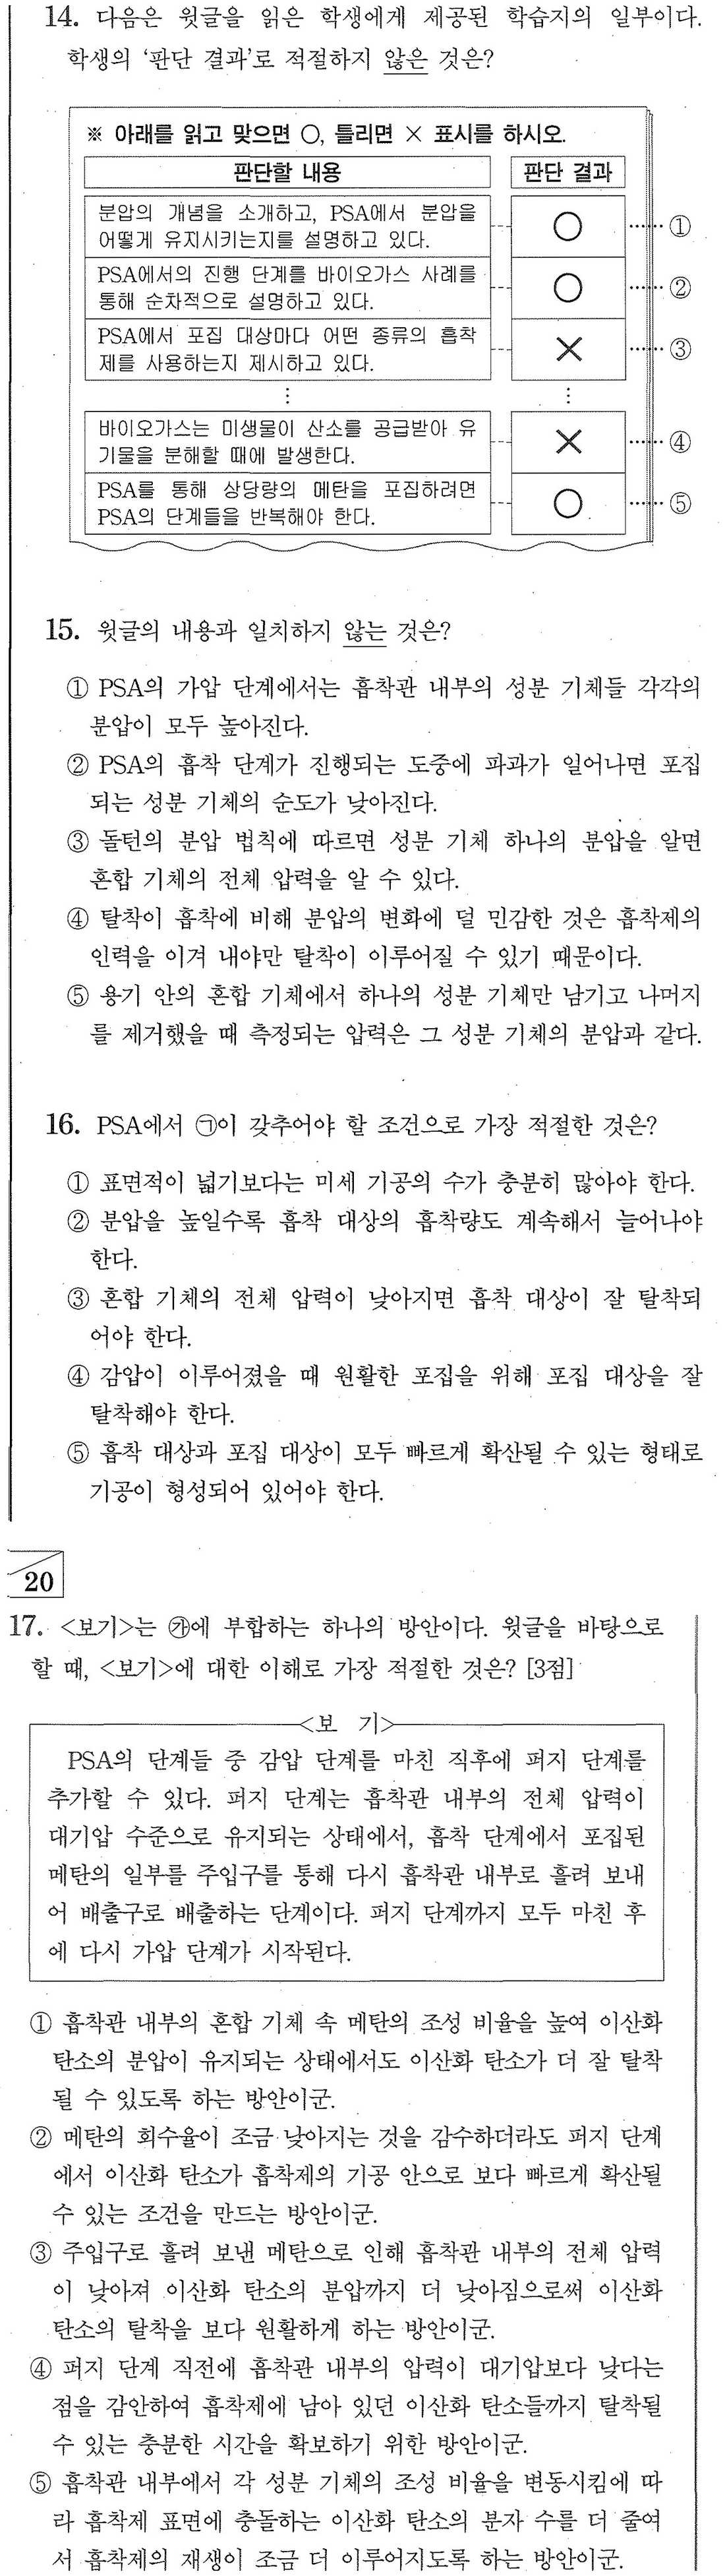 14. 다음은 윗글을 읽은 학생에게 제공된 학습지의 일부이다.
학생의 ‘판단 결과’로 적절하지 않은 것은?
※ 아래를 읽고 맞으면 ○, 틀리면 × 표시를 하시오.
판단할 내용 판단 결과
분압의 개념을 소개하고, PSA에서 분압을
어떻게 유지시키는지를 설명하고 있다. ○ …… ①
PSA에서의 진행 단계를 바이오가스 사례를
통해 순차적으로 설명하고 있다. ○ …… ②
PSA에서 포집 대상마다 어떤 종류의 흡착
제를 사용하는지 제시하고 있다. × …… ③
⋮ ⋮
바이오가스는 미생물이 산소를 공급받아 유
기물을 분해할 때에 발생한다. × …… ④
PSA를 통해 상당량의 메탄을 포집하려면
PSA의 단계들을 반복해야 한다. ○ …… ⑤
15. 윗글의 내용과 일치하지 않는 것은?
① PSA의 가압 단계에서는 흡착관 내부의 성분 기체들 각각의
분압이 모두 높아진다.
② PSA의 흡착 단계가 진행되는 도중에 파과가 일어나면 포집
되는 성분 기체의 순도가 낮아진다.
③ 돌턴의 분압 법칙에 따르면 성분 기체 하나의 분압을 알면
혼합 기체의 전체 압력을 알 수 있다.
④ 탈착이 흡착에 비해 분압의 변화에 덜 민감한 것은 흡착제의
인력을 이겨 내야만 탈착이 이루어질 수 있기 때문이다.
⑤ 용기 안의 혼합 기체에서 하나의 성분 기체만 남기고 나머지
를 제거했을 때 측정되는 압력은 그 성분 기체의 분압과 같다.
16. PSA에서 ㉠이 갖추어야 할 조건으로 가장 적절한 것은?
① 표면적이 넓기보다는 미세 기공의 수가 충분히 많아야 한다.
② 분압을 높일수록 흡착 대상의 흡착량도 계속해서 늘어나야
한다.
③ 혼합 기체의 전체 압력이 낮아지면 흡착 대상이 잘 탈착되
어야 한다.
④ 감압이 이루어졌을 때 원활한 포집을 위해 포집 대상을 잘
탈착해야 한다.
⑤ 흡착 대상과 포집 대상이 모두 빠르게 확산될 수 있는 형태로
기공이 형성되어 있어야 한다.
20
17. <보기>는 ㉮에 부합하는 하나의 방안이다. 윗글을 바탕으로
할 때, <보기>에 대한 이해로 가장 적절한 것은? [3점]
<보 기>
PSA의 단계들 중 감압 단계를 마친 직후에 퍼지 단계를
추가할 수 있다. 퍼지 단계는 흡착관 내부의 전체 압력이
대기압 수준으로 유지되는 상태에서, 흡착 단계에서 포집된
메탄의 일부를 주입구를 통해 다시 흡착관 내부로 흘려 보내
어 배출구로 배출하는 단계이다. 퍼지 단계까지 모두 마친 후
에 다시 가압 단계가 시작된다.
① 흡착관 내부의 혼합 기체 속 메탄의 조성 비율을 높여 이산화
탄소의 분압이 유지되는 상태에서도 이산화 탄소가 더 잘 탈착
될 수 있도록 하는 방안이군.
② 메탄의 회수율이 조금 낮아지는 것을 감수하더라도 퍼지 단계
에서 이산화 탄소가 흡착제의 기공 안으로 보다 빠르게 확산될
수 있는 조건을 만드는 방안이군.
③ 주입구로 흘려 보낸 메탄으로 인해 흡착관 내부의 전체 압력
이 낮아져 이산화 탄소의 분압까지 더 낮아짐으로써 이산화
탄소의 탈착을 보다 원활하게 하는 방안이군.
④ 퍼지 단계 직전에 흡착관 내부의 압력이 대기압보다 낮다는
점을 감안하여 흡착제에 남아 있던 이산화 탄소들까지 탈착될
수 있는 충분한 시간을 확보하기 위한 방안이군.
⑤ 흡착관 내부에서 각 성분 기체의 조성 비율을 변동시킴에 따
라 흡착제 표면에 충돌하는 이산화 탄소의 분자 수를 더 줄여
서 흡착제의 재생이 조금 더 이루어지도록 하는 방안이군.